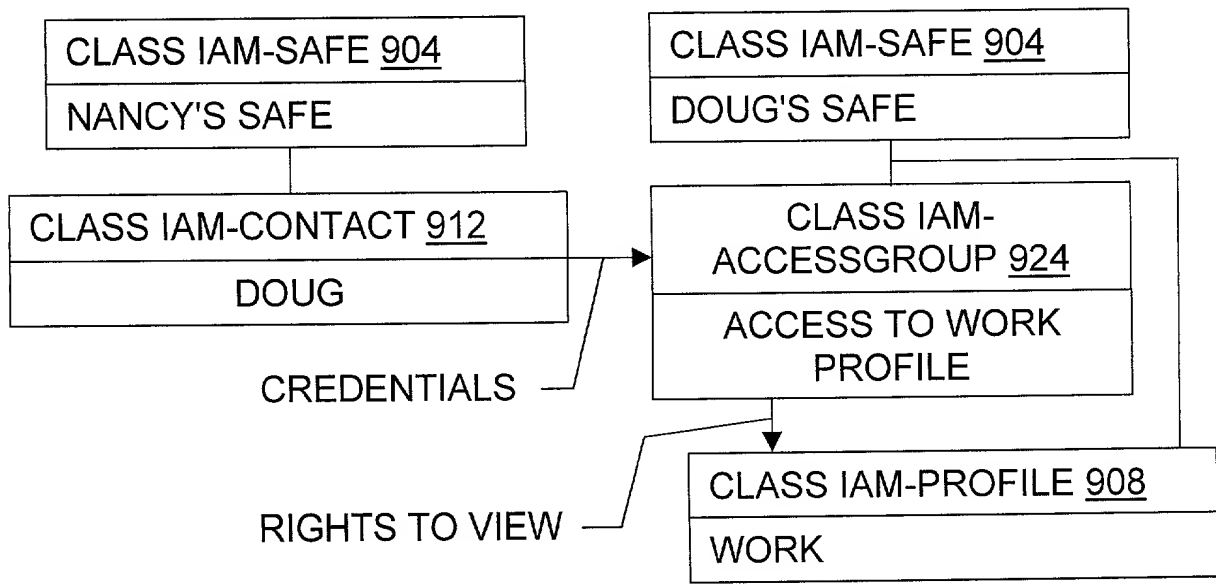 CLASS IAM-SAFE 904
NANCY'S SAFE
CLASS IAM-SAFE 904
DOUG'S SAFE
CLASS IAM-CONTACT 912
DOUG
CLASS IAM-
ACCESSGROUP 924
ACCESS TO WORK
PROFILE
CREDENTIALS
CLASS IAM-PROFILE 908
WORK
RIGHTS TO VIEW